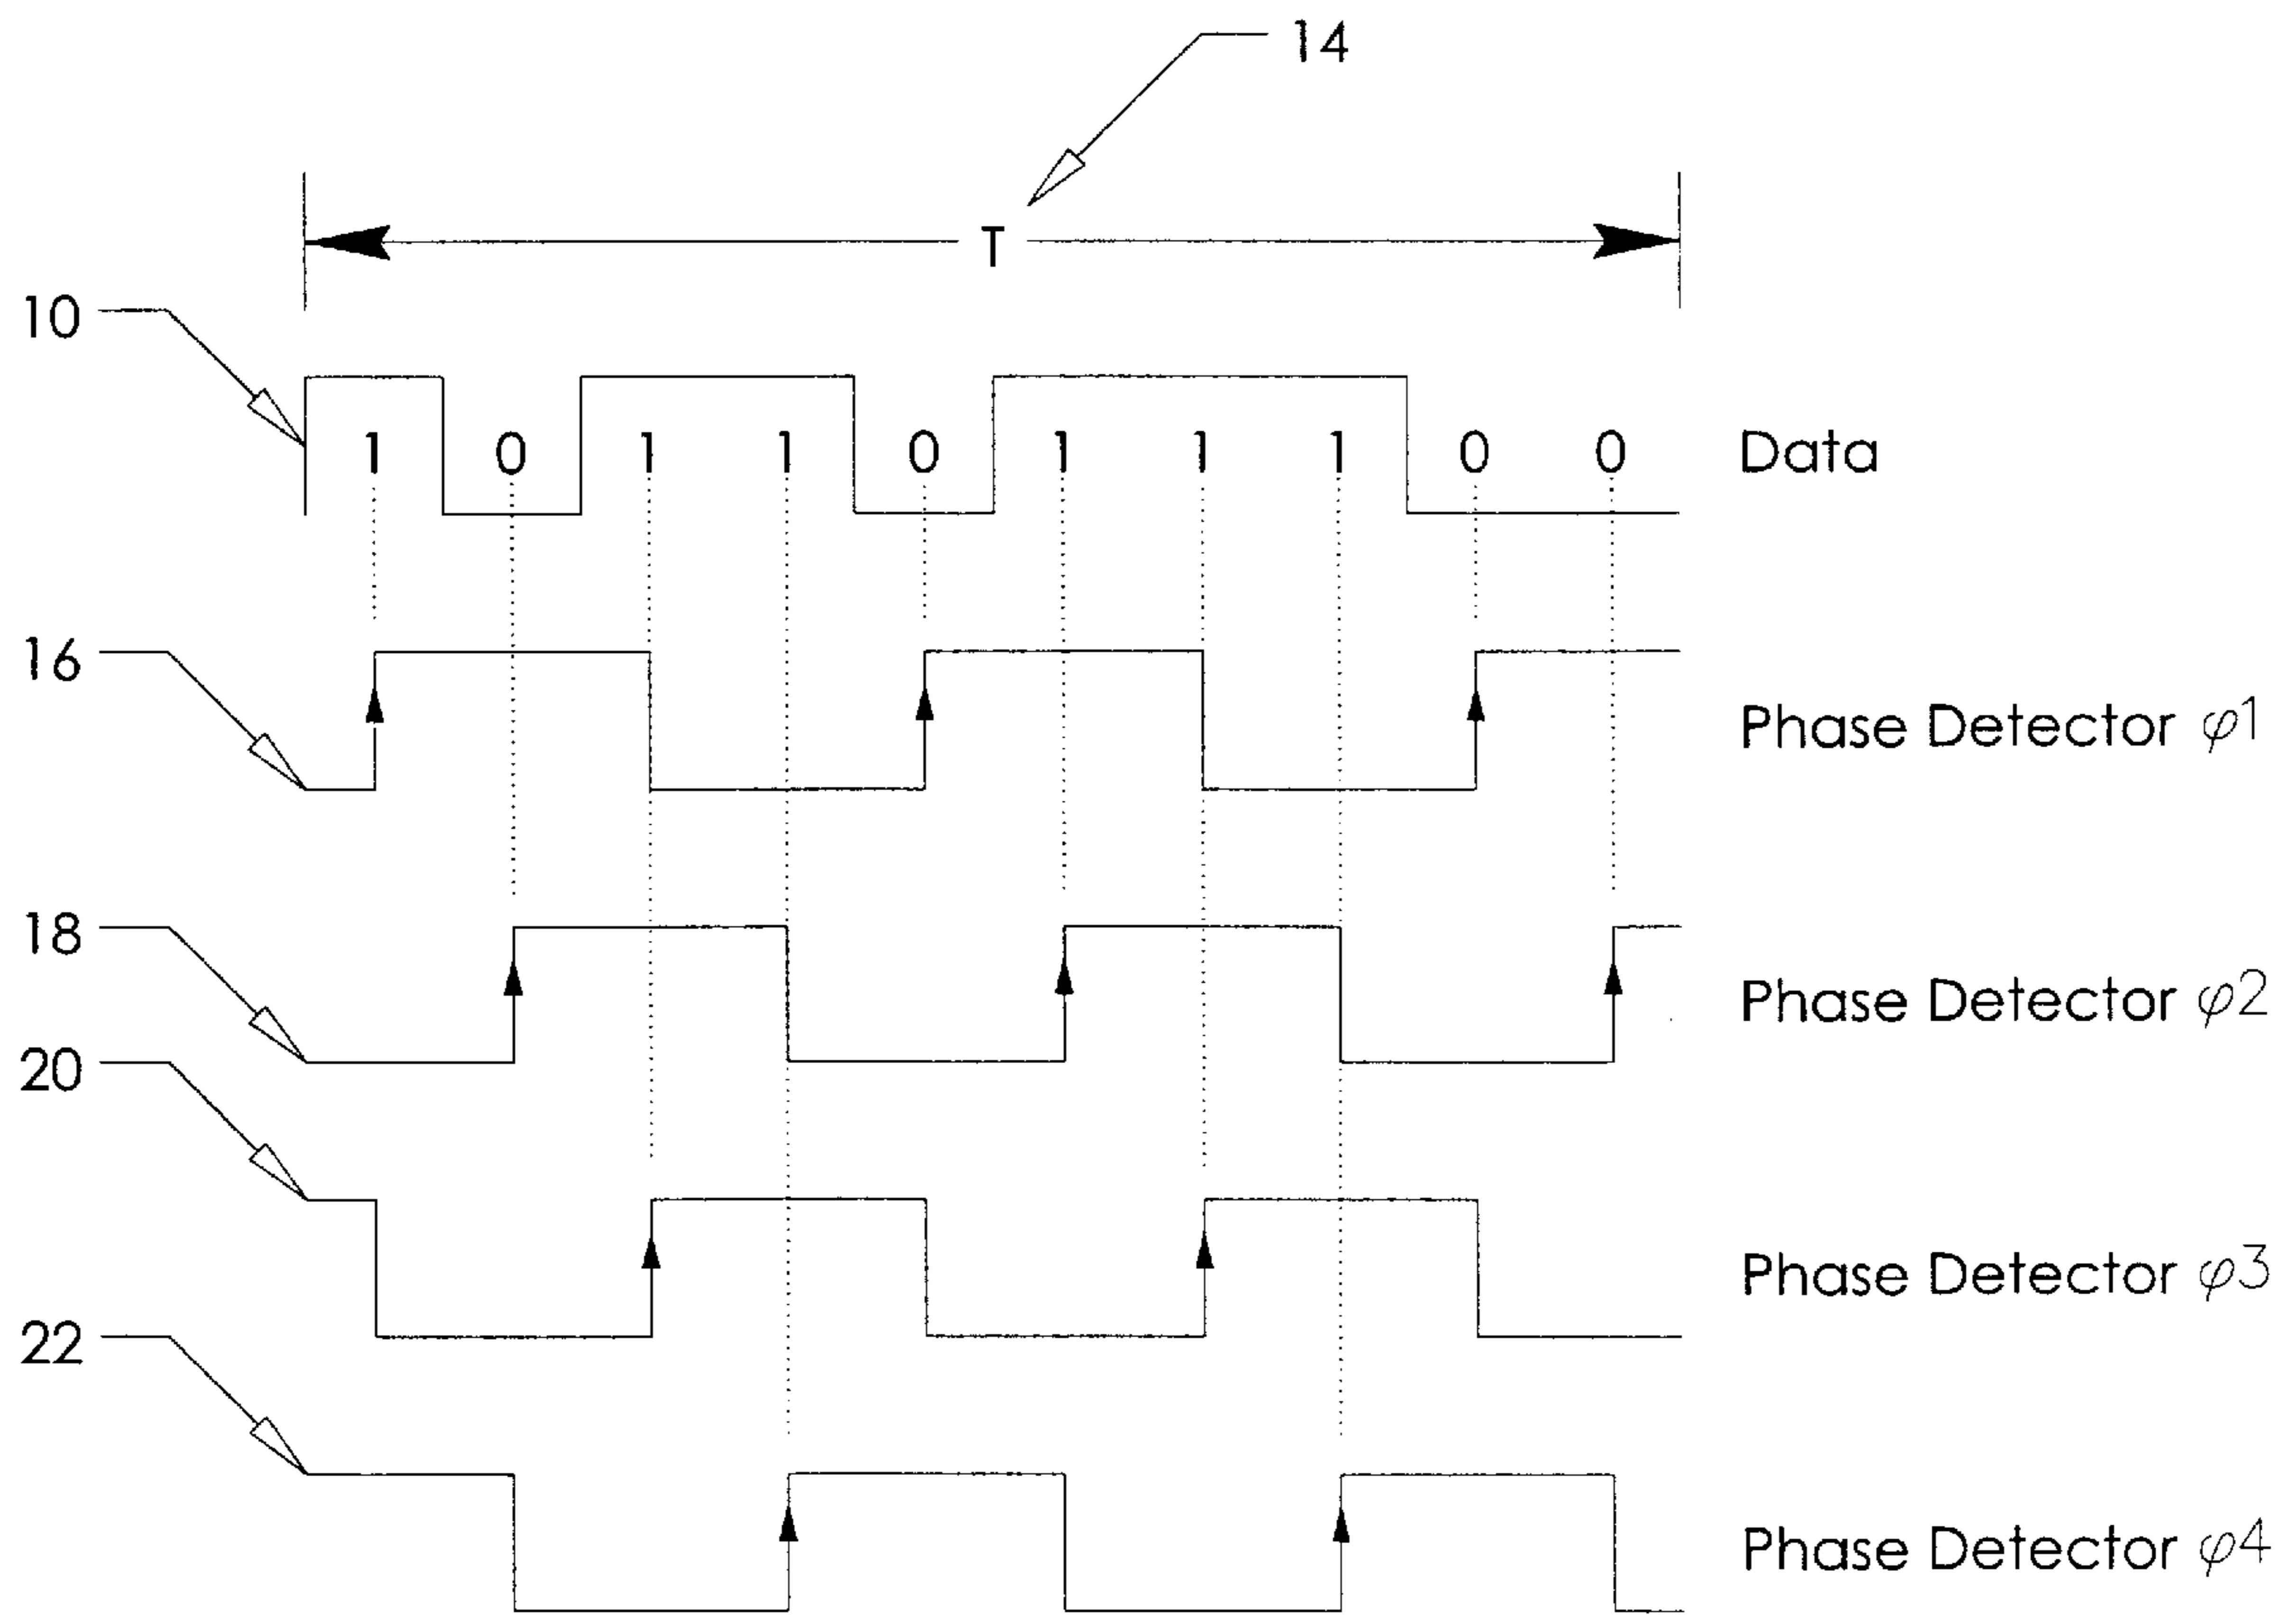 14
T
10
1 0 1 1 0 1 1 1 0 0 Data
16
Phase Detector φ1
18
Phase Detector φ2
20
Phase Detector φ3
22
Phase Detector φ4